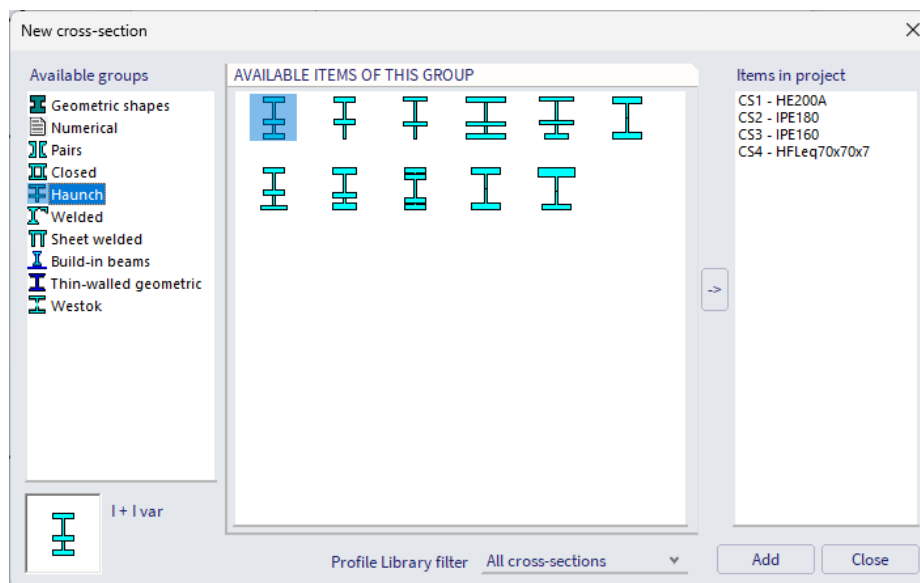 New cross-section
Available groups
Geometric shapes
Numerical
Pairs
Closed
Haunch
Welded
Sheet welded
Build-in beams
Thin-walled geometric
Westok
I + I var
AVAILABLE ITEMS OF THIS GROUP
Profile Library filter
All cross-sections
->
Items in project
CS1 - HE200A
CS2 - IPE180
CS3 - IPE160
CS4 - HFLeq70x70x7
Add
Close